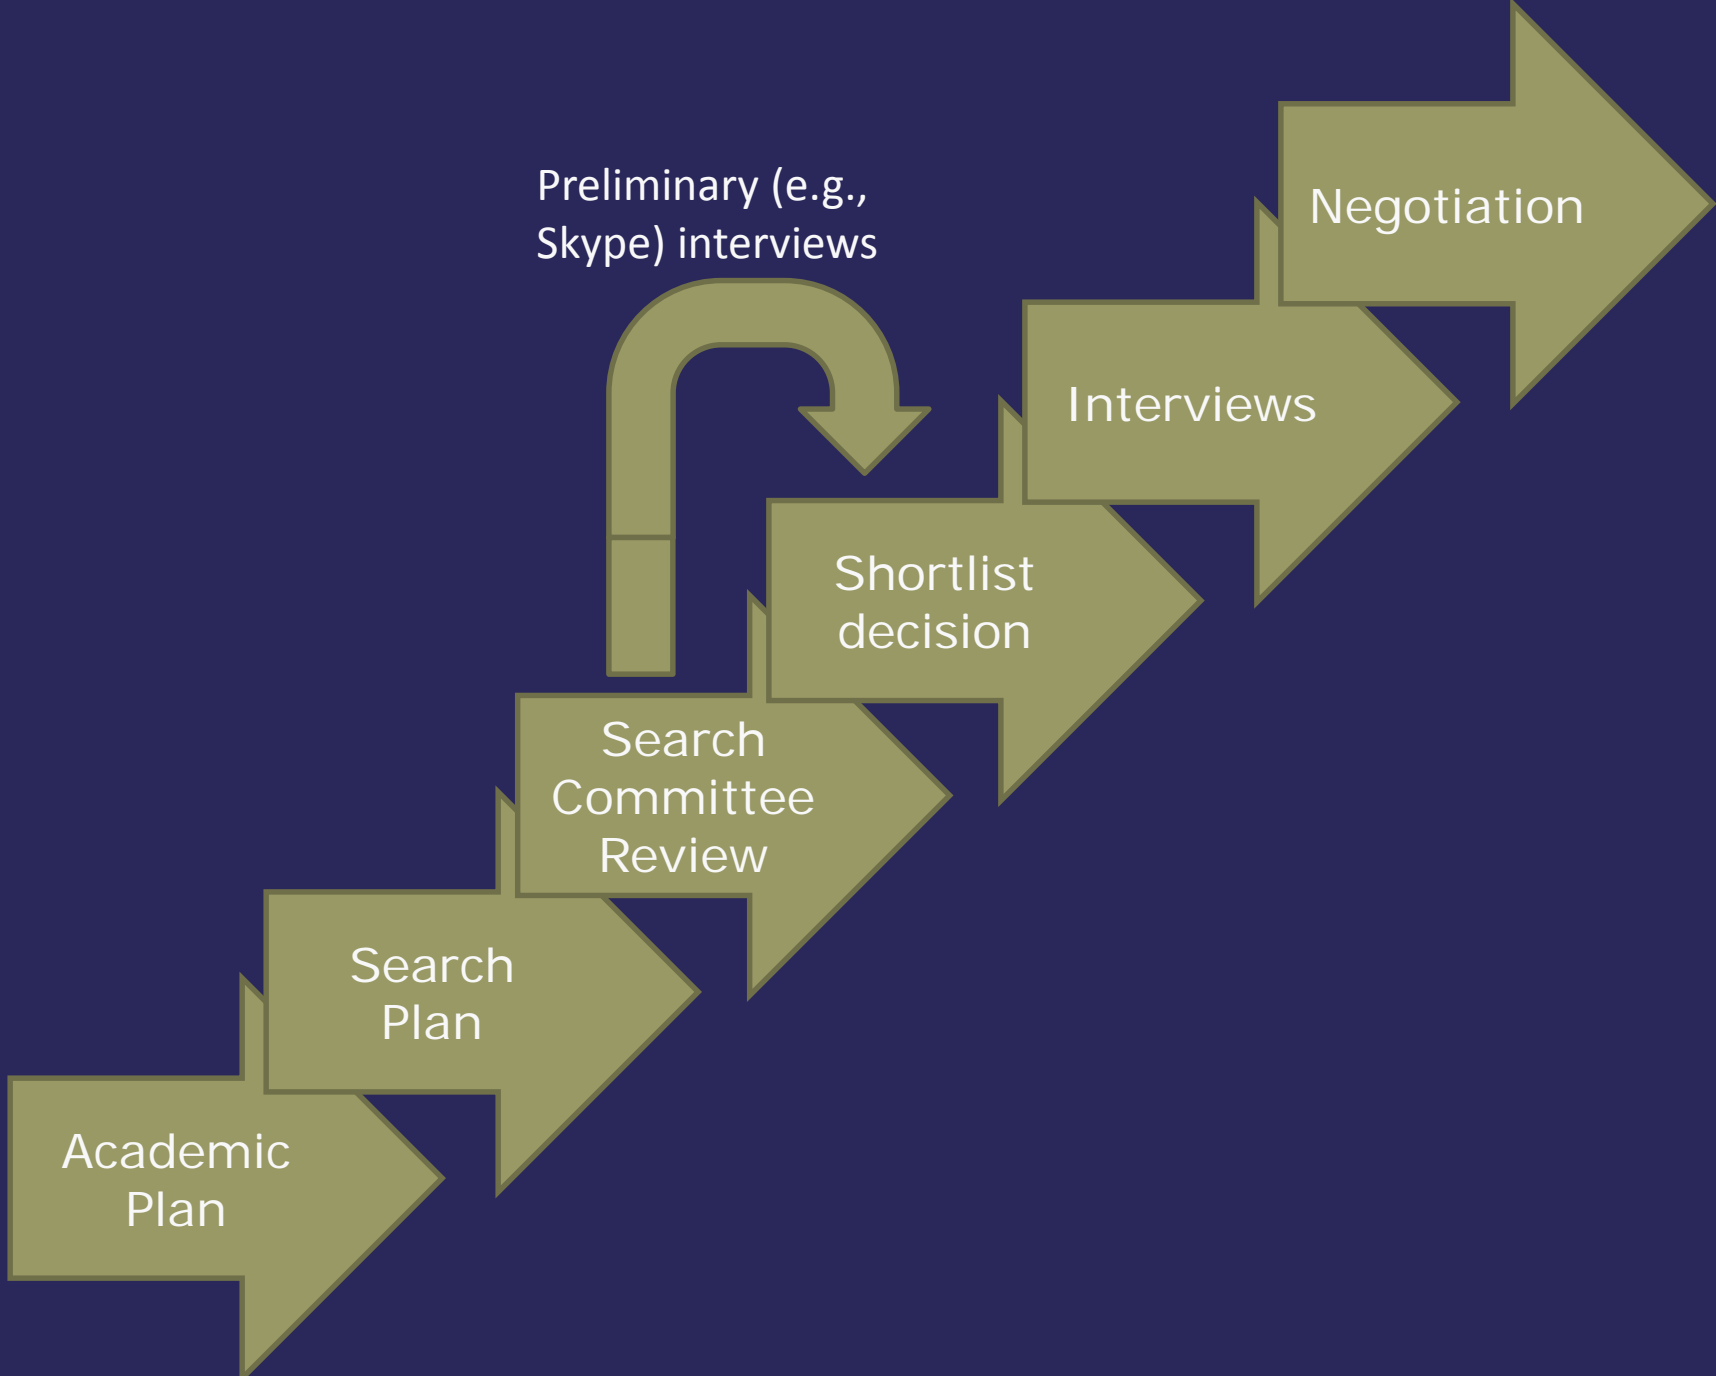 Preliminary (e.g.,
Skype) interviews
Negotiation
Interviews
Shortlist
decision
Search
Committee
Review
Search
Plan
Academic
Plan